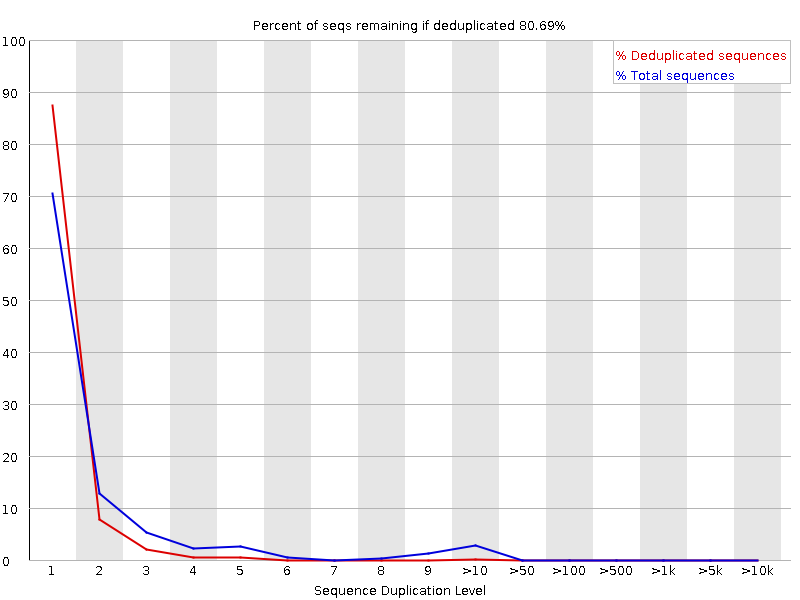 Percent of seqs remaining if deduplicated 80.69%
% Deduplicated sequences
% Total sequences
100
90
80
70
60
50
40
30
20
10
0
1 2 3 4 5 6 7 8 9 >10 >50 >100 >500 >1k >5k >10k
Sequence Duplication Level